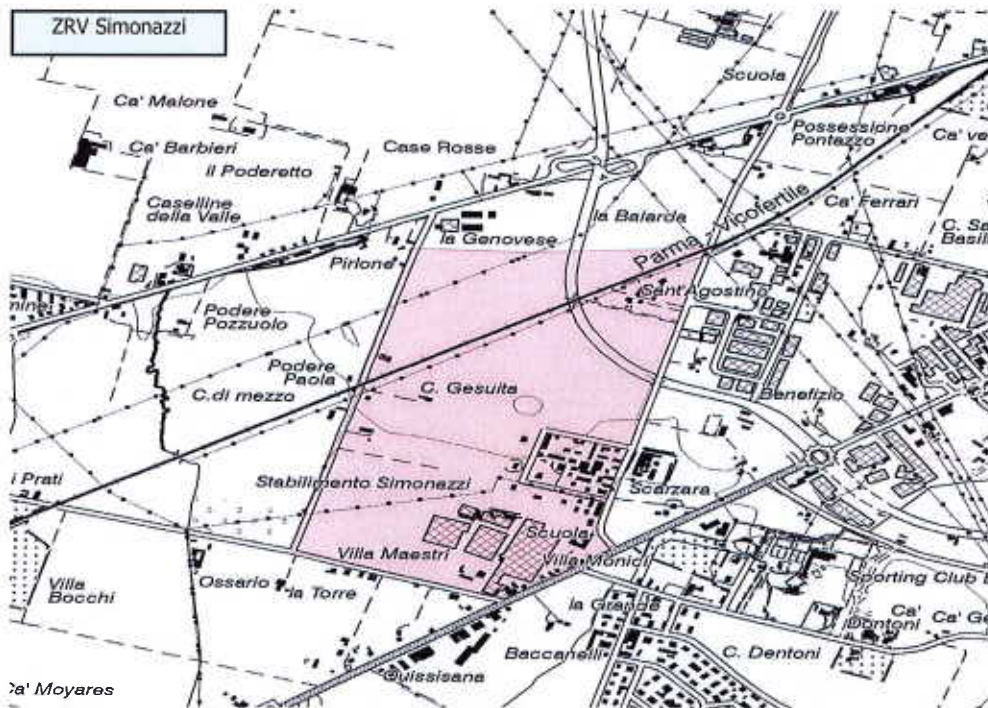 ZRV Simonazzi
Scuola
Ca' Malone
Possessione
Pontazzo
Ca' Barbieri
Case Rosse
il Poderetto
Caselline
della Valle
la Balarda
Ca' Ferrari
la Genovese
Parma - Vicofertile
Pirlone
Sant'Agostino
Podere
Pozzuolo
Podere
Paola
C. di mezzo
C. Gesuita
Benefizio
i Prati
Stabilimento Simonazzi
Scarzara
Scuola
Villa Maestri
Villa Monici
Villa
Bocchi
Ossario
la Torre
la Grande
Sporting Club
Ca'
Dontoni
Baccanelli
C. Dentoni
Quissisana
Ca' Moyares